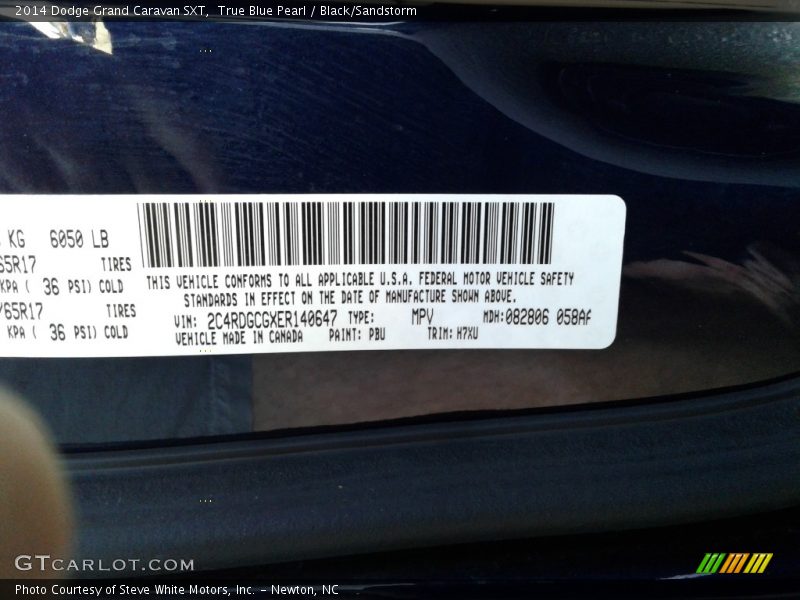 2014 Dodge Grand Caravan SXT, True Blue Pearl / Black/Sandstorm
KG 6050 LB
65R17 TIRES
KPA ( 36 PSI) COLD
/65R17 TIRES
KPA ( 36 PSI) COLD
THIS VEHICLE CONFORMS TO ALL APPLICABLE U.S.A. FEDERAL MOTOR VEHICLE SAFETY
STANDARDS IN EFFECT ON THE DATE OF MANUFACTURE SHOWN ABOVE.
VIN: 2C4RDGCGXER140647 TYPE: MPV MDH:082806 058AF
VEHICLE MADE IN CANADA PAINT: PBU TRIM: H7XU
GTCARLOT.COM
Photo Courtesy of Steve White Motors, Inc. – Newton, NC